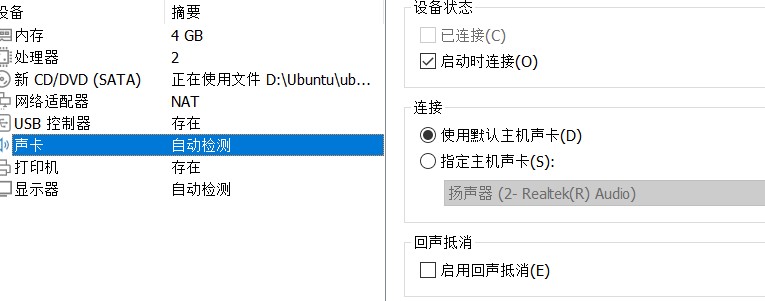 设备 摘要
内存 4 GB
处理器 2
新 CD/DVD (SATA) 正在使用文件 D:\Ubuntu\ub...
网络适配器 NAT
USB 控制器 存在
声卡 自动检测
打印机 存在
显示器 自动检测
设备状态
已连接(C)
启动时连接(O)
连接
使用默认主机声卡(D)
指定主机声卡(S):
扬声器 (2- Realtek(R) Audio)
回声抵消
启用回声抵消(E)